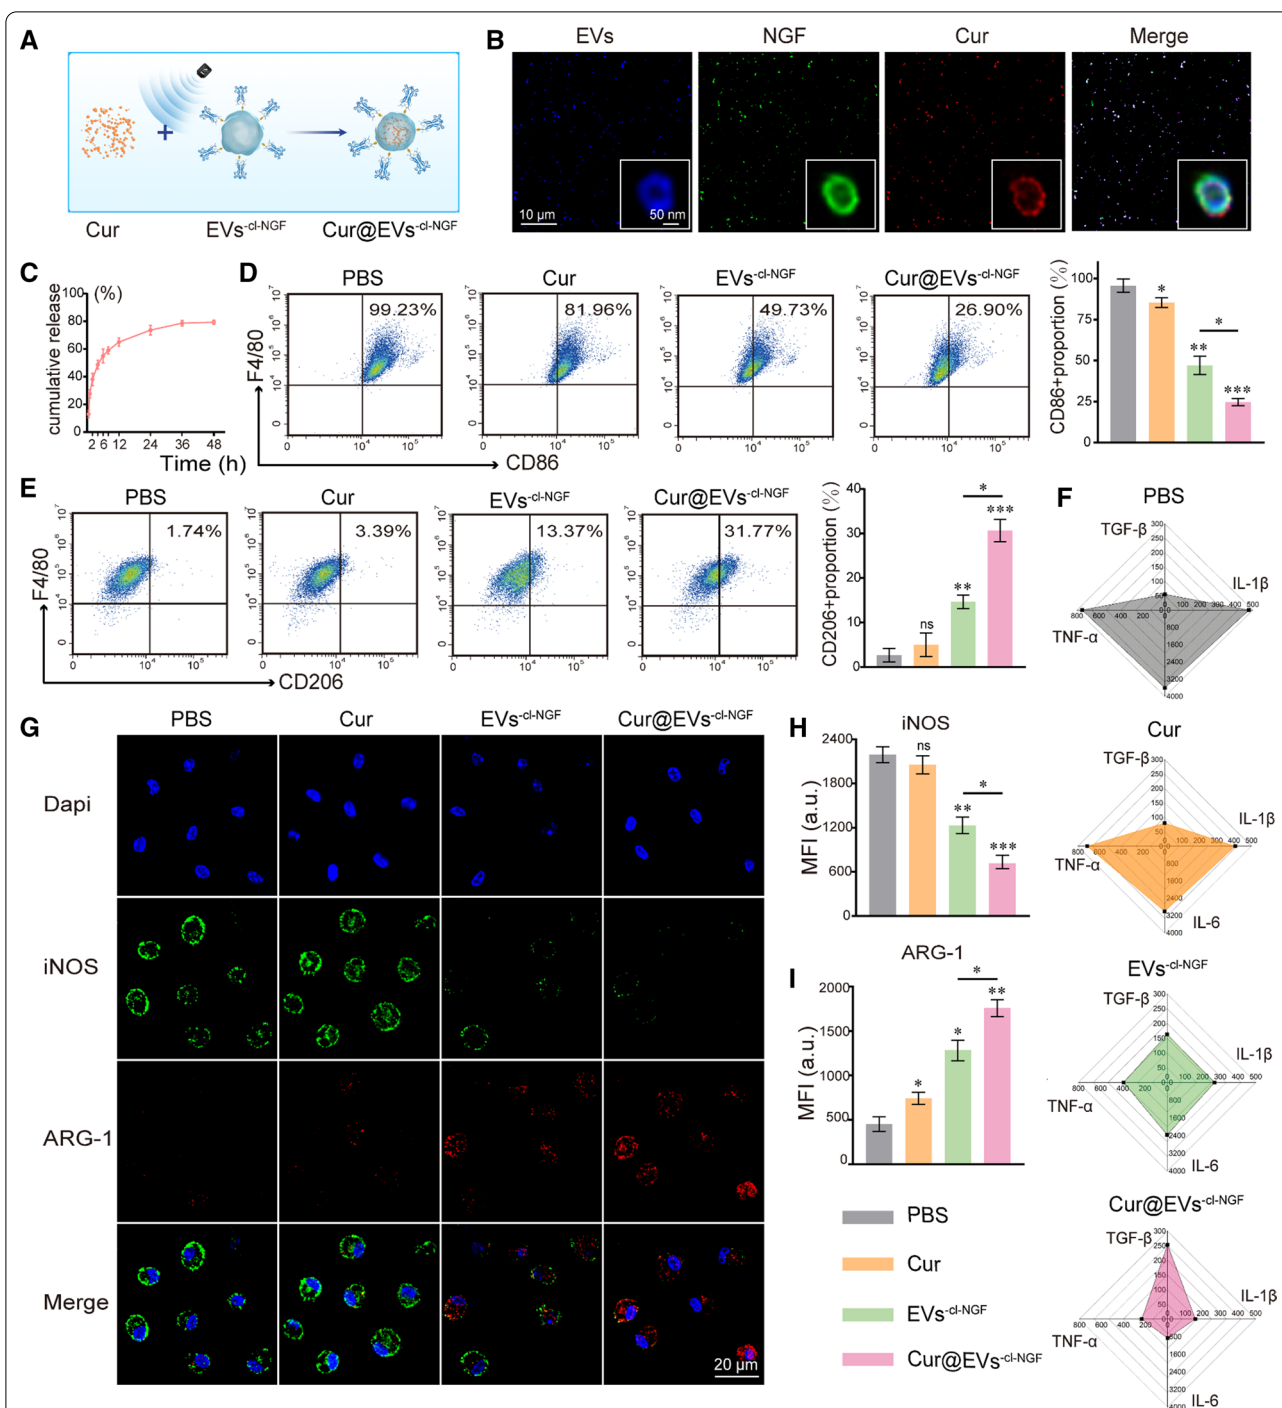 A
Cur
EVs-cl-NGF
Cur@EVs-cl-NGF
B
EVs
NGF
Cur
Merge
10 µm
50 nm
C
(%)
cumulative release
100
80
60
40
20
0
2 6 12 24 36 48
Time (h)
D
PBS
Cur
EVs-cl-NGF
Cur@EVs-cl-NGF
99.23%
81.96%
49.73%
26.90%
F4/80
CD86
CD86+proportion (%)
100
75
50
25
0
*
**
*
***
E
PBS
Cur
EVs-cl-NGF
Cur@EVs-cl-NGF
1.74%
3.39%
13.37%
31.77%
F4/80
CD206
CD206+proportion (%)
40
30
20
10
0
ns
**
*
***
F
PBS
TGF-β
IL-1β
TNF-α
Cur
TGF-β
IL-1β
TNF-α
IL-6
EVs-cl-NGF
TGF-β
IL-1β
TNF-α
IL-6
Cur@EVs-cl-NGF
TGF-β
IL-1β
TNF-α
IL-6
G
PBS
Cur
EVs-cl-NGF
Cur@EVs-cl-NGF
Dapi
iNOS
ARG-1
Merge
20 µm
H
iNOS
MFI (a.u.)
2400
1800
1200
600
0
ns
**
*
***
I
ARG-1
MFI (a.u.)
2000
1500
1000
500
0
*
*
*
**
PBS
Cur
EVs-cl-NGF
Cur@EVs-cl-NGF